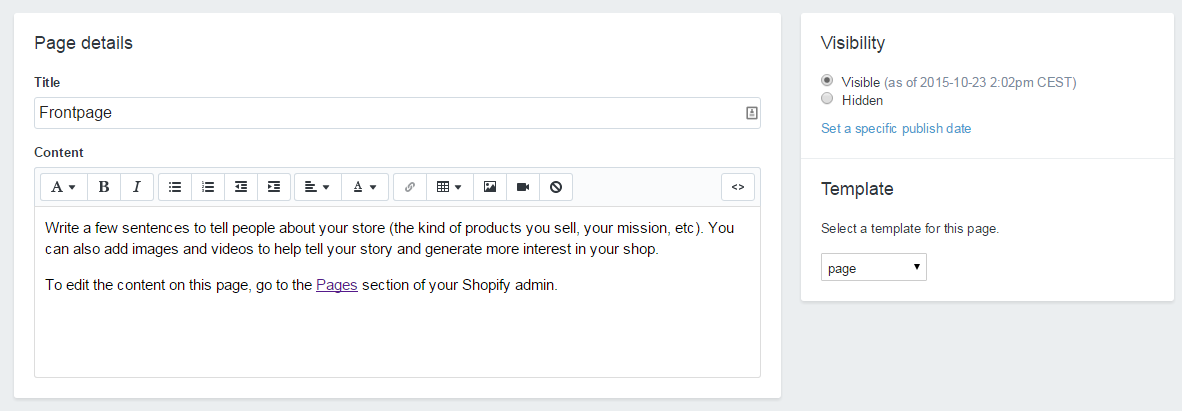 Page details
Title
Frontpage
Content
A B I A <>
Write a few sentences to tell people about your store (the kind of products you sell, your mission, etc). You
can also add images and videos to help tell your story and generate more interest in your shop.
To edit the content on this page, go to the Pages section of your Shopify admin.
Visibility
Visible (as of 2015-10-23 2:02pm CEST)
Hidden
Set a specific publish date
Template
Select a template for this page.
page